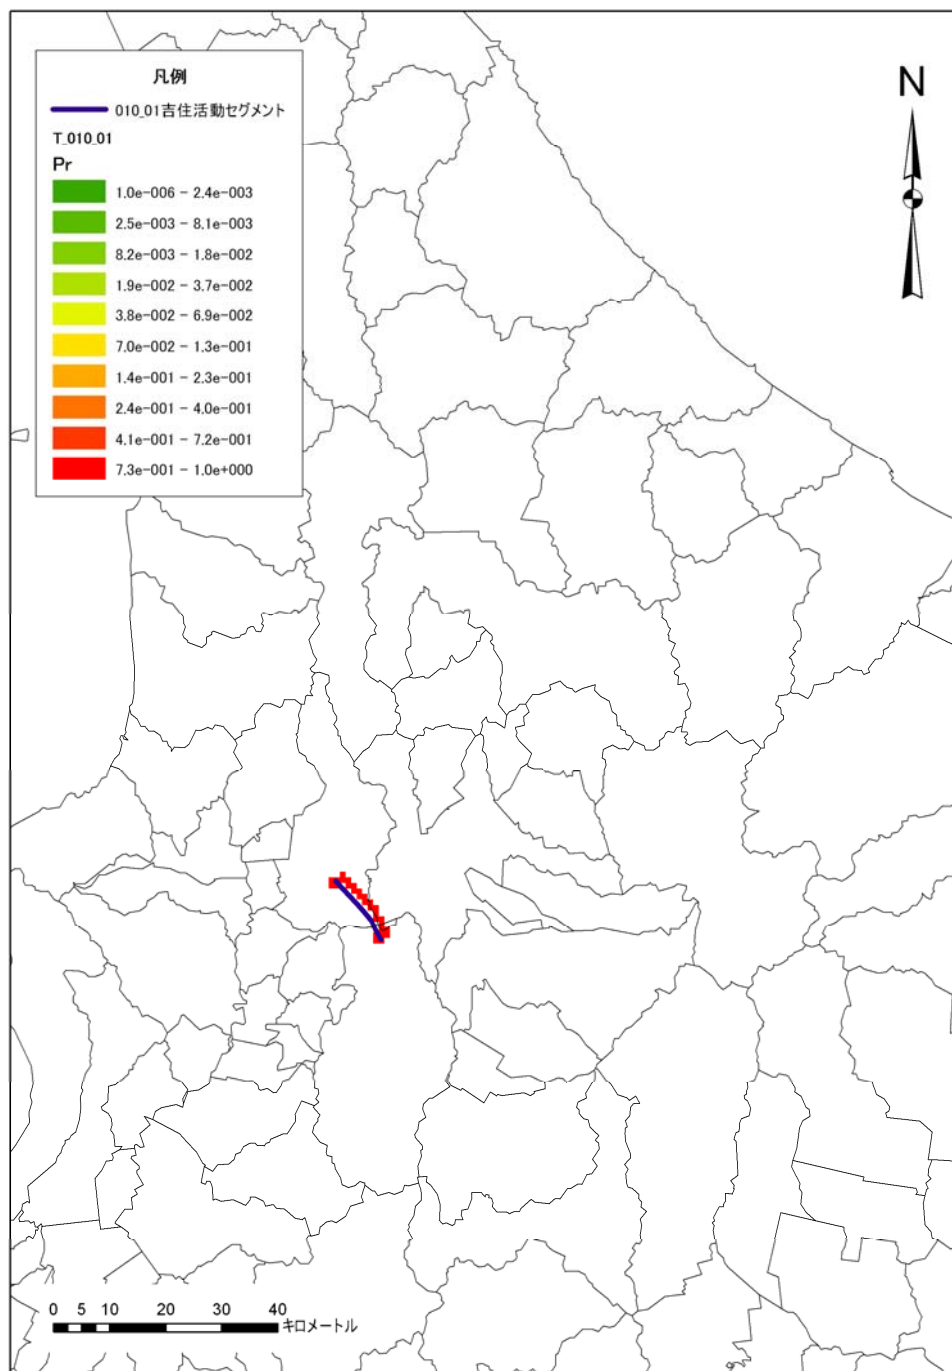 凡例
010_01吉住活動セグメント
T_010_01
Pr
1.0e-006 - 2.4e-003
2.5e-003 - 8.1e-003
8.2e-003 - 1.8e-002
1.9e-002 - 3.7e-002
3.8e-002 - 6.9e-002
7.0e-002 - 1.3e-001
1.4e-001 - 2.3e-001
2.4e-001 - 4.0e-001
4.1e-001 - 7.2e-001
7.3e-001 - 1.0e+000
N
0 5 10 20 30 40
キロメートル